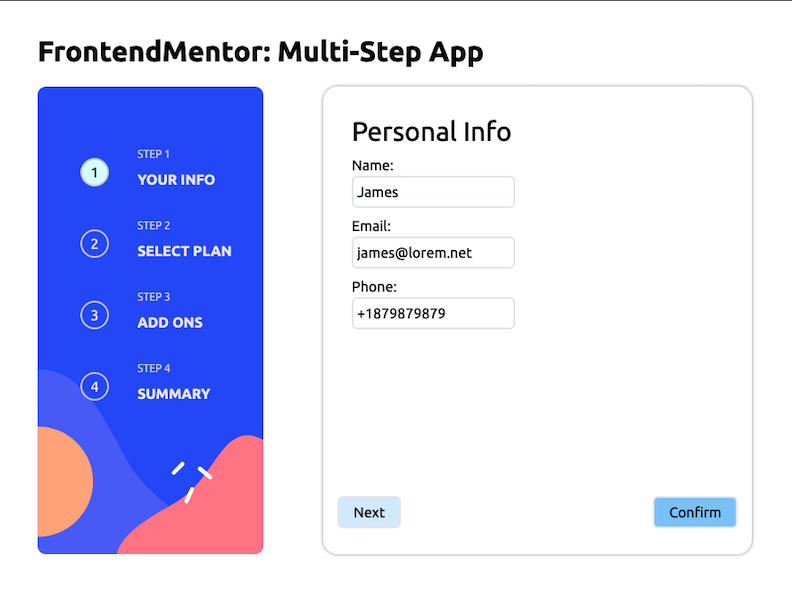 FrontendMentor: Multi-Step App
1
STEP 1
YOUR INFO
2
STEP 2
SELECT PLAN
3
STEP 3
ADD ONS
4
STEP 4
SUMMARY
Personal Info
Name:
James
Email:
james@lorem.net
Phone:
+1879879879
Next
Confirm